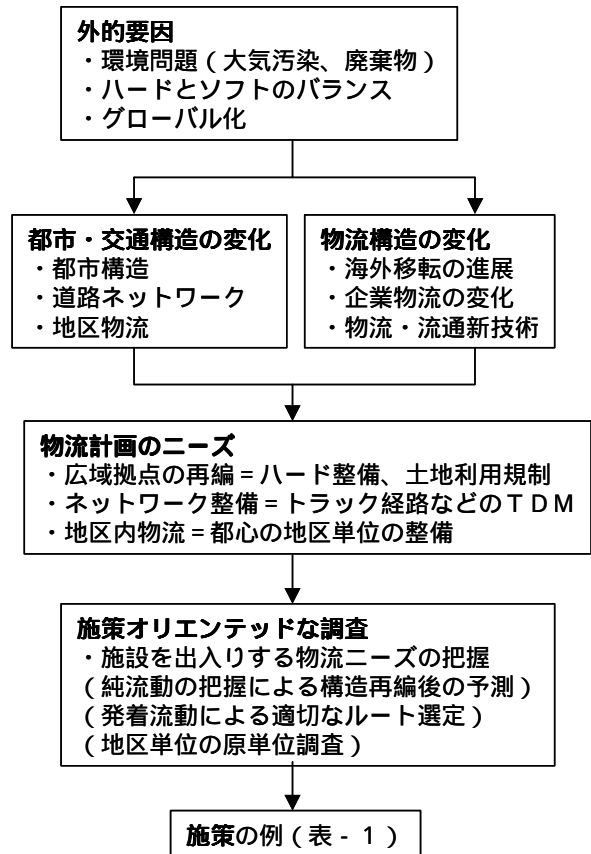 外的要因
・環境問題（大気汚染、廃棄物）
・ハードとソフトのバランス
・グローバル化
都市・交通構造の変化
・都市構造
・道路ネットワーク
・地区物流
物流構造の変化
・海外移転の進展
・企業物流の変化
・物流・流通新技術
物流計画のニーズ
・広域拠点の再編＝ハード整備、土地利用規制
・ネットワーク整備＝トラック経路などのＴＤＭ
・地区内物流＝都心の地区単位の整備
施策オリエンテッドな調査
・施設を出入りする物流ニーズの把握
（純流動の把握による構造再編後の予測）
（発着流動による適切なルート選定）
（地区単位の原単位調査）
施策の例（表‐１）